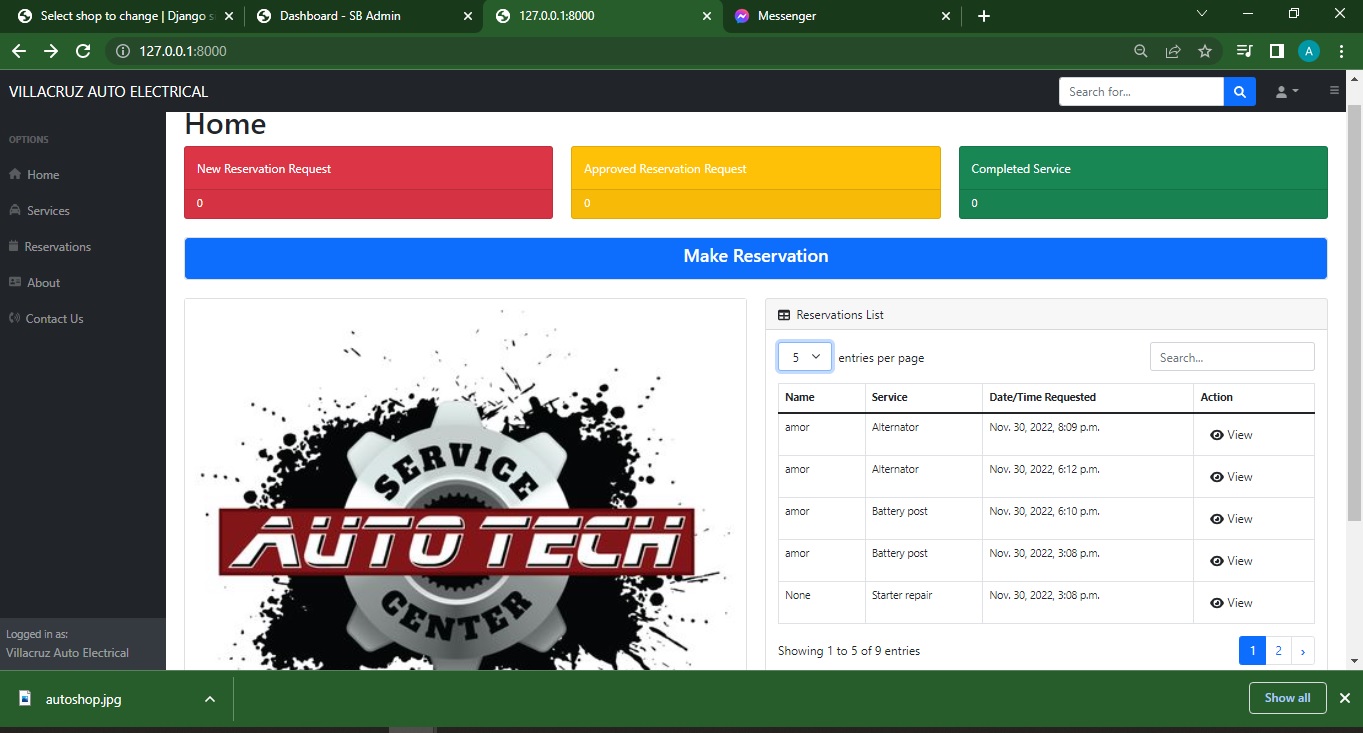 Select shop to change | Django s
Dashboard - SB Admin
127.0.0.1:8000
Messenger
127.0.0.1:8000
A
VILLACRUZ AUTO ELECTRICAL
Search for...
OPTIONS
Home
Services
Reservations
About
Contact Us
Logged in as:
Villacruz Auto Electrical
Home
New Reservation Request
0
Approved Reservation Request
0
Completed Service
0
Make Reservation
SERVICE
AUTO TECH
CENTER
Reservations List
5 entries per page
Search...
Name Service Date/Time Requested Action
amor Alternator Nov. 30, 2022, 8:09 p.m. View
amor Alternator Nov. 30, 2022, 6:12 p.m. View
amor Battery post Nov. 30, 2022, 6:10 p.m. View
amor Battery post Nov. 30, 2022, 3:08 p.m. View
None Starter repair Nov. 30, 2022, 3:08 p.m. View
Showing 1 to 5 of 9 entries
1 2 ›
autoshop.jpg
Show all